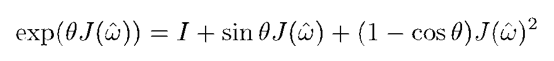 exp(θJ(ω̂)) = I + sin θJ(ω̂) + (1 − cos θ)J(ω̂)²